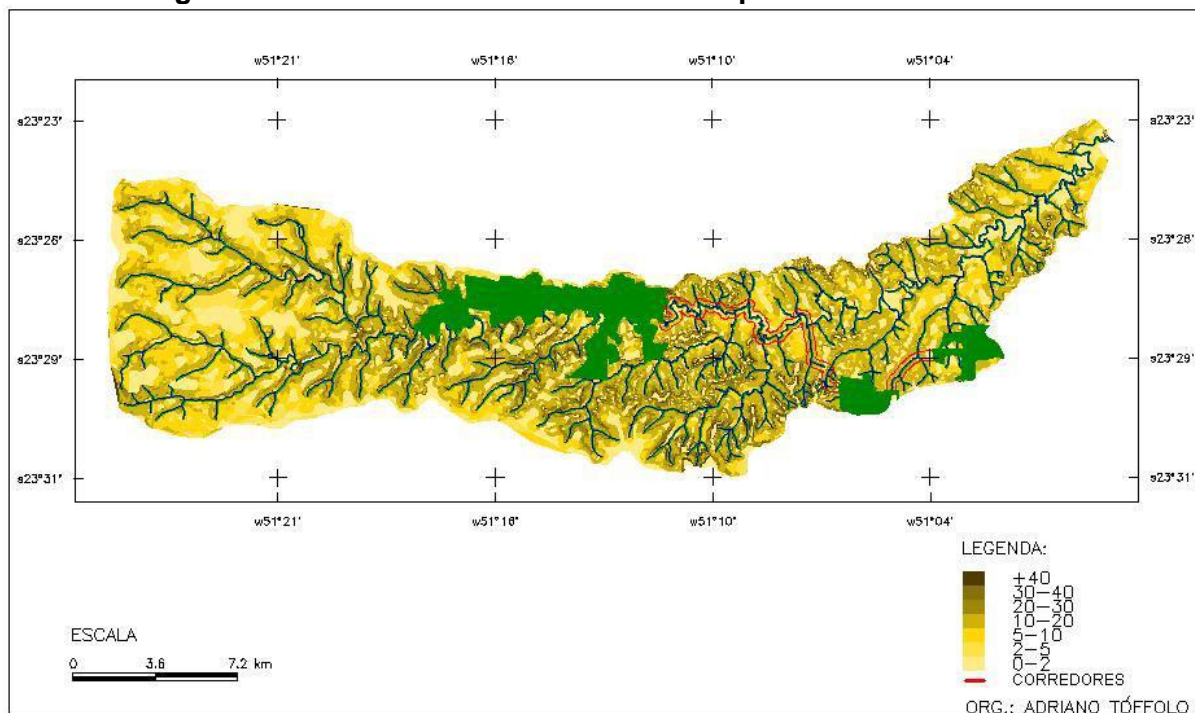 w51°21' w51°16' w51°10' w51°04'
s23°23' s23°23'
s23°26' s23°26'
s23°29' s23°29'
s23°31' s23°31'
w51°21' w51°16' w51°10' w51°04'
LEGENDA:
+40
30-40
20-30
10-20
5-10
2-5
0-2
CORREDORES
ESCALA
0 3.6 7.2 km
ORG.: ADRIANO TÓFFOLO